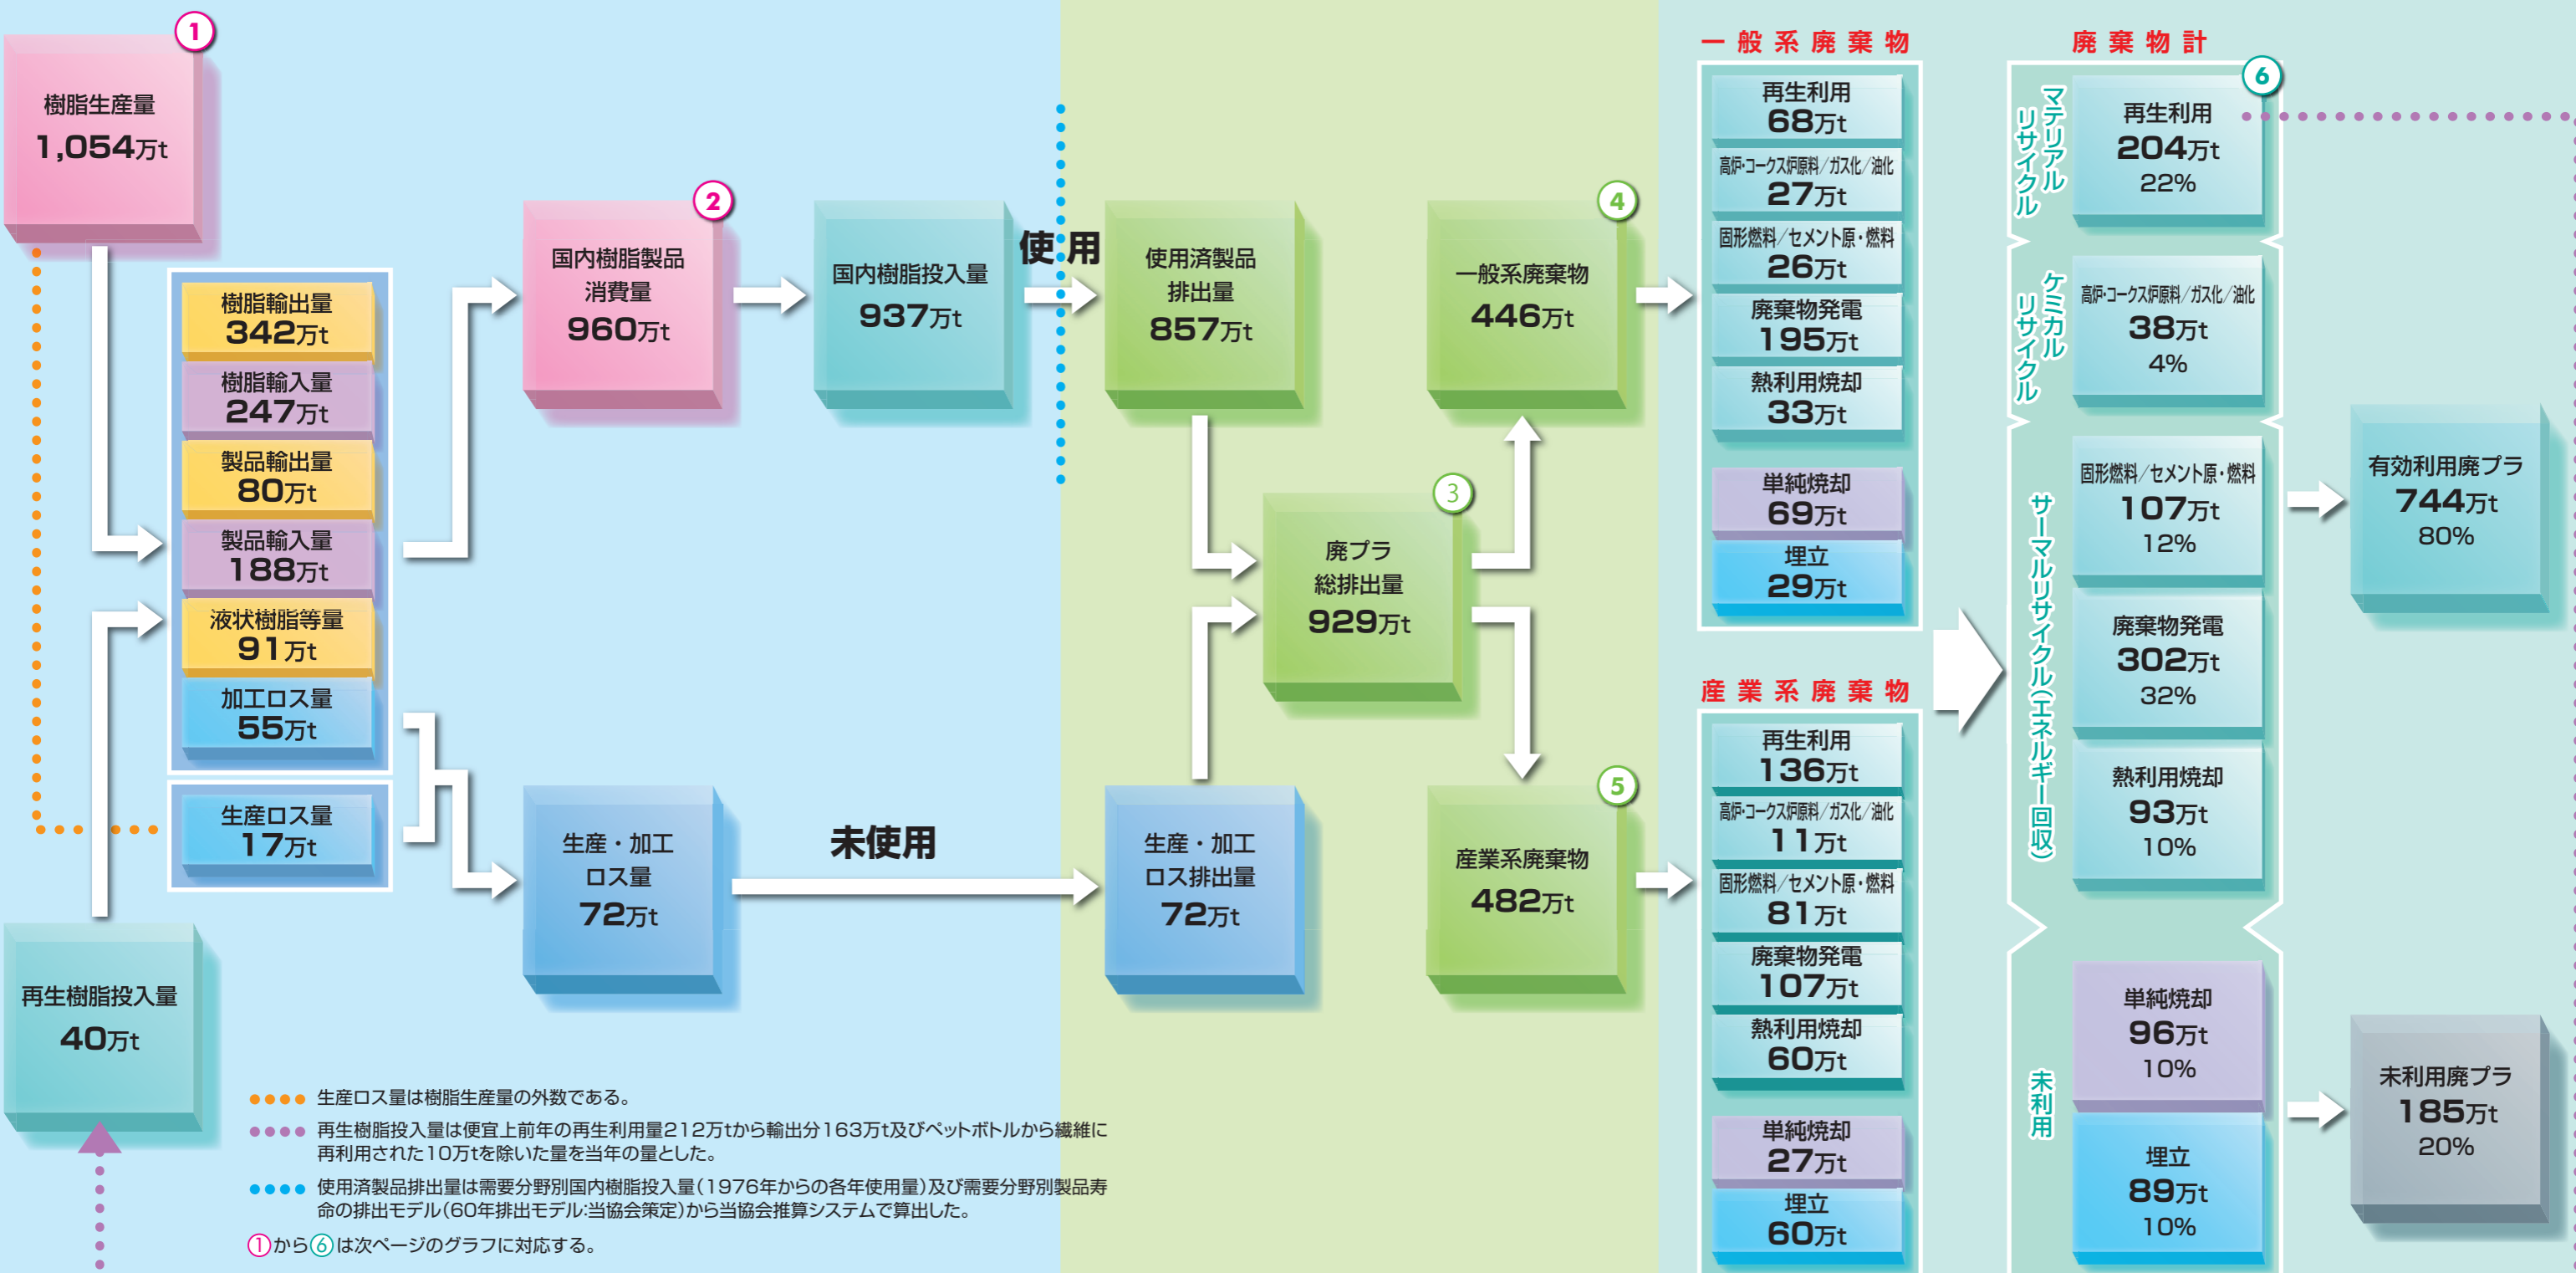 ①
樹脂生産量
1,054万t
樹脂輸出量
342万t
樹脂輸入量
247万t
製品輸出量
80万t
製品輸入量
188万t
液状樹脂等量
91万t
加工ロス量
55万t
生産ロス量
17万t
再生樹脂投入量
40万t
②
国内樹脂製品
消費量
960万t
国内樹脂投入量
937万t
使用
生産・加工
ロス量
72万t
未使用
使用済製品
排出量
857万t
生産・加工
ロス排出量
72万t
③
廃プラ
総排出量
929万t
④
一般系廃棄物
446万t
⑤
産業系廃棄物
482万t
一般系廃棄物
再生利用
68万t
高炉・コークス炉原料/ガス化/油化
27万t
固形燃料/セメント原・燃料
26万t
廃棄物発電
195万t
熱利用焼却
33万t
単純焼却
69万t
埋立
29万t
産業系廃棄物
再生利用
136万t
高炉・コークス炉原料/ガス化/油化
11万t
固形燃料/セメント原・燃料
81万t
廃棄物発電
107万t
熱利用焼却
60万t
単純焼却
27万t
埋立
60万t
廃棄物計
⑥
マテリアル
リサイクル
再生利用
204万t
22%
ケミカル
リサイクル
高炉・コークス炉原料/ガス化/油化
38万t
4%
サーマルリサイクル(エネルギー回収)
固形燃料/セメント原・燃料
107万t
12%
廃棄物発電
302万t
32%
熱利用焼却
93万t
10%
未利用
単純焼却
96万t
10%
埋立
89万t
10%
有効利用廃プラ
744万t
80%
未利用廃プラ
185万t
20%
生産ロス量は樹脂生産量の外数である。
再生樹脂投入量は便宜上前年の再生利用量212万tから輸出分163万t及びペットボトルから繊維に
再利用された10万tを除いた量を当年の量とした。
使用済製品排出量は需要分野別国内樹脂投入量(1976年からの各年使用量)及び需要分野別製品寿
命の排出モデル(60年排出モデル:当協会策定)から当協会推算システムで算出した。
①から⑥は次ページのグラフに対応する。